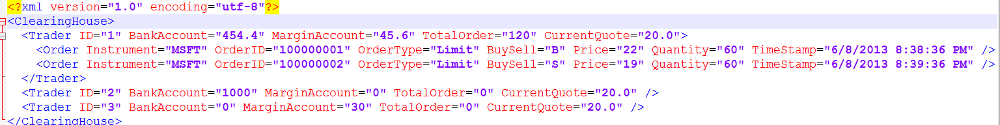 <?xml version="1.0" encoding="utf-8"?>
<ClearingHouse>
<Trader ID="1" BankAccount="454.4" MarginAccount="45.6" TotalOrder="120" CurrentQuote="20.0">
<Order Instrument="MSFT" OrderID="100000001" OrderType="Limit" BuySell="B" Price="22" Quantity="60" TimeStamp="6/8/2013 8:38:36 PM" />
<Order Instrument="MSFT" OrderID="100000002" OrderType="Limit" BuySell="S" Price="19" Quantity="60" TimeStamp="6/8/2013 8:39:36 PM" />
</Trader>
<Trader ID="2" BankAccount="1000" MarginAccount="0" TotalOrder="0" CurrentQuote="20.0" />
<Trader ID="3" BankAccount="0" MarginAccount="30" TotalOrder="0" CurrentQuote="20.0" />
</ClearingHouse>